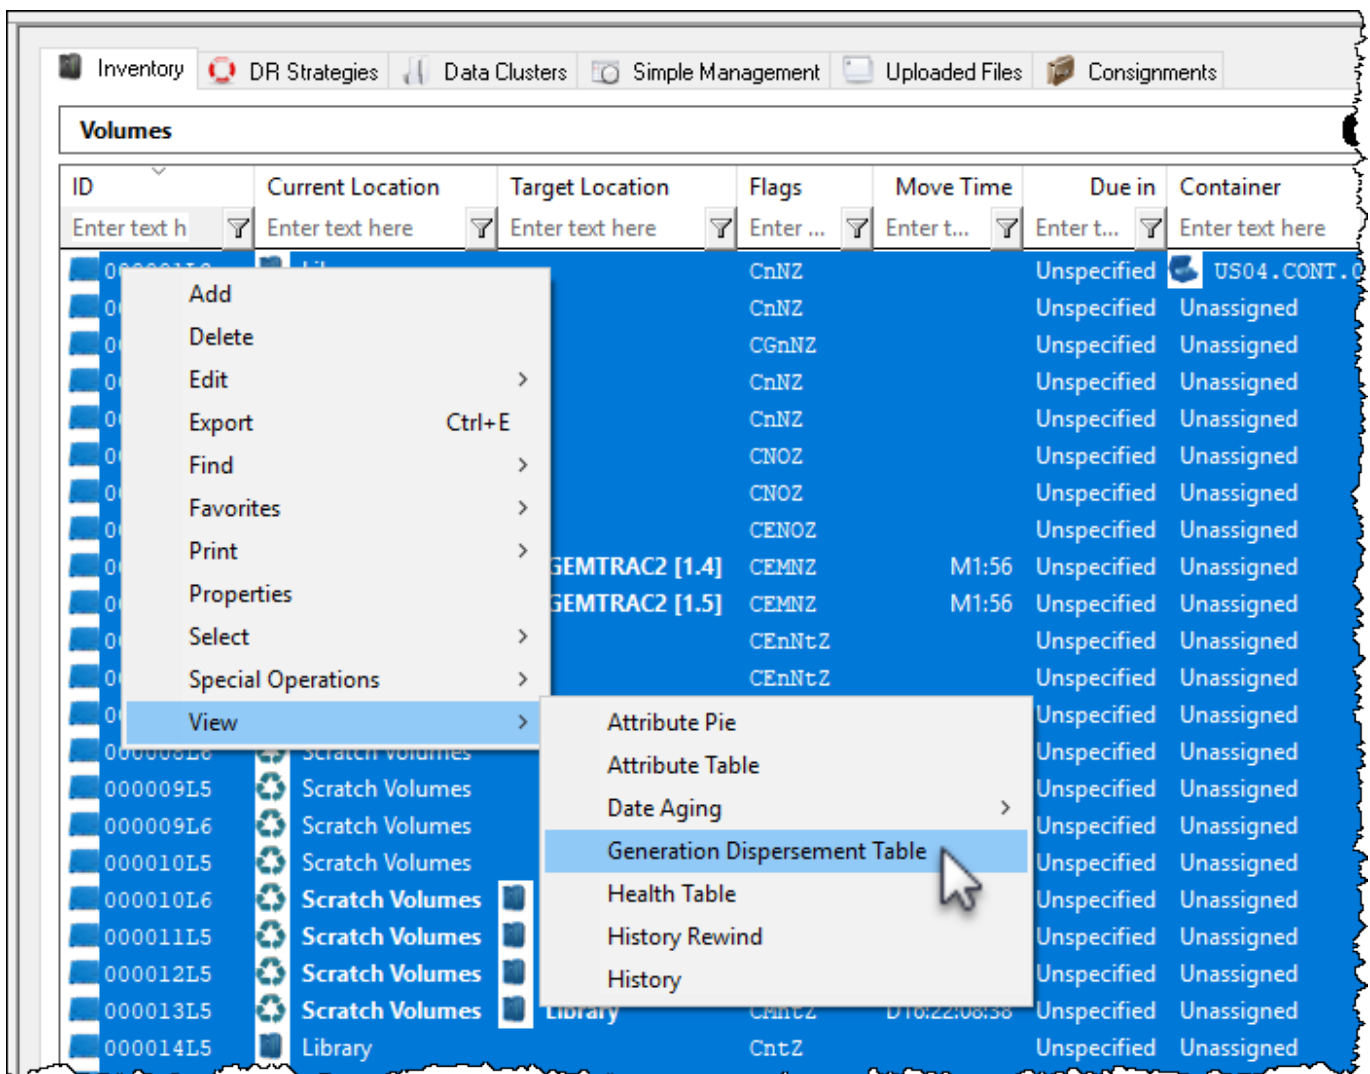 Inventory DR Strategies Data Clusters Simple Management Uploaded Files Consignments
Volumes
ID Current Location Target Location Flags Move Time Due in Container
Enter text h Enter text here Enter text here Enter ... Enter t... Enter t... Enter text here
CnNZ Unspecified US04.CONT.
Add
CnNZ Unspecified Unassigned
Delete
CGnNZ Unspecified Unassigned
Edit
CnNZ Unspecified Unassigned
Export Ctrl+E
CnNZ Unspecified Unassigned
Find
CNOZ Unspecified Unassigned
Favorites
CNOZ Unspecified Unassigned
Print
CENOZ Unspecified Unassigned
GEMTRAC2 [1.4] CEMNZ M1:56 Unspecified Unassigned
Properties
GEMTRAC2 [1.5] CEMNZ M1:56 Unspecified Unassigned
Select
CEnNtZ Unspecified Unassigned
Special Operations
CEnNtZ Unspecified Unassigned
View
Attribute Pie
Unspecified Unassigned
Scratch Volumes Unspecified Unassigned
Attribute Table
000009L5 Scratch Volumes Unspecified Unassigned
Date Aging
000009L6 Scratch Volumes Unspecified Unassigned
Generation Dispersement Table
000010L5 Scratch Volumes Unspecified Unassigned
Health Table
000010L6 Scratch Volumes Unspecified Unassigned
History Rewind
000011L5 Scratch Volumes Unspecified Unassigned
History
000012L5 Scratch Volumes Unspecified Unassigned
000013L5 Scratch Volumes Library CMntZ D16:22:08:38 Unspecified Unassigned
000014L5 Library CntZ Unspecified Unassigned